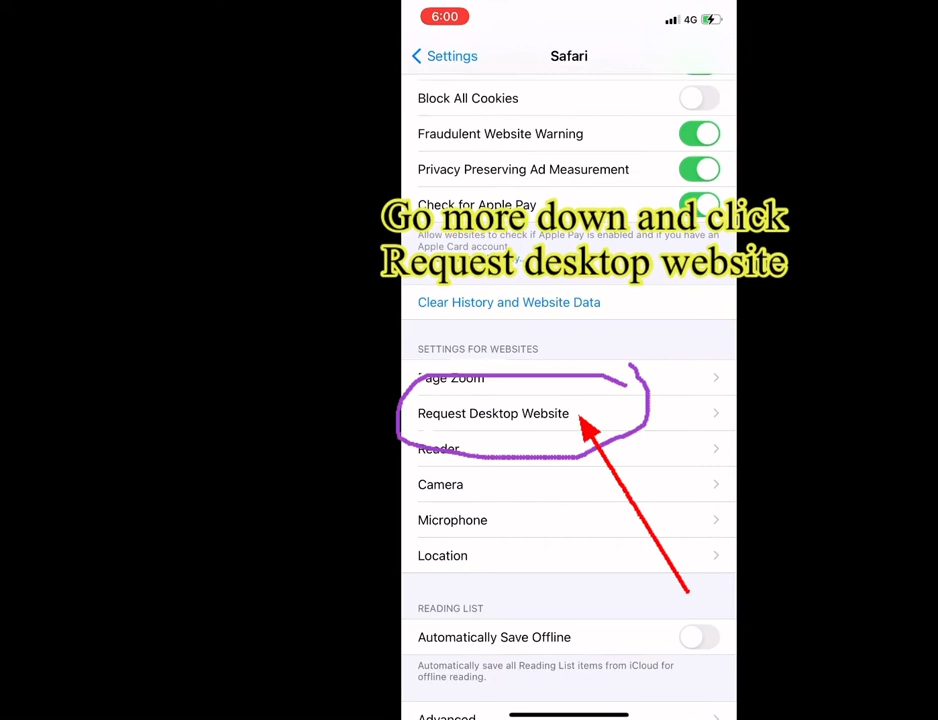 6:00
4G
Settings
Safari
Block All Cookies
Fraudulent Website Warning
Privacy Preserving Ad Measurement
Check for Apple Pay
Go more down and click
Allow websites to check if Apple Pay is enabled and if you have an
Apple Card account.
Request desktop website
Clear History and Website Data
SETTINGS FOR WEBSITES
Page Zoom
Request Desktop Website
Reader
Camera
Microphone
Location
READING LIST
Automatically Save Offline
Automatically save all Reading List items from iCloud for
offline reading.
Advanced